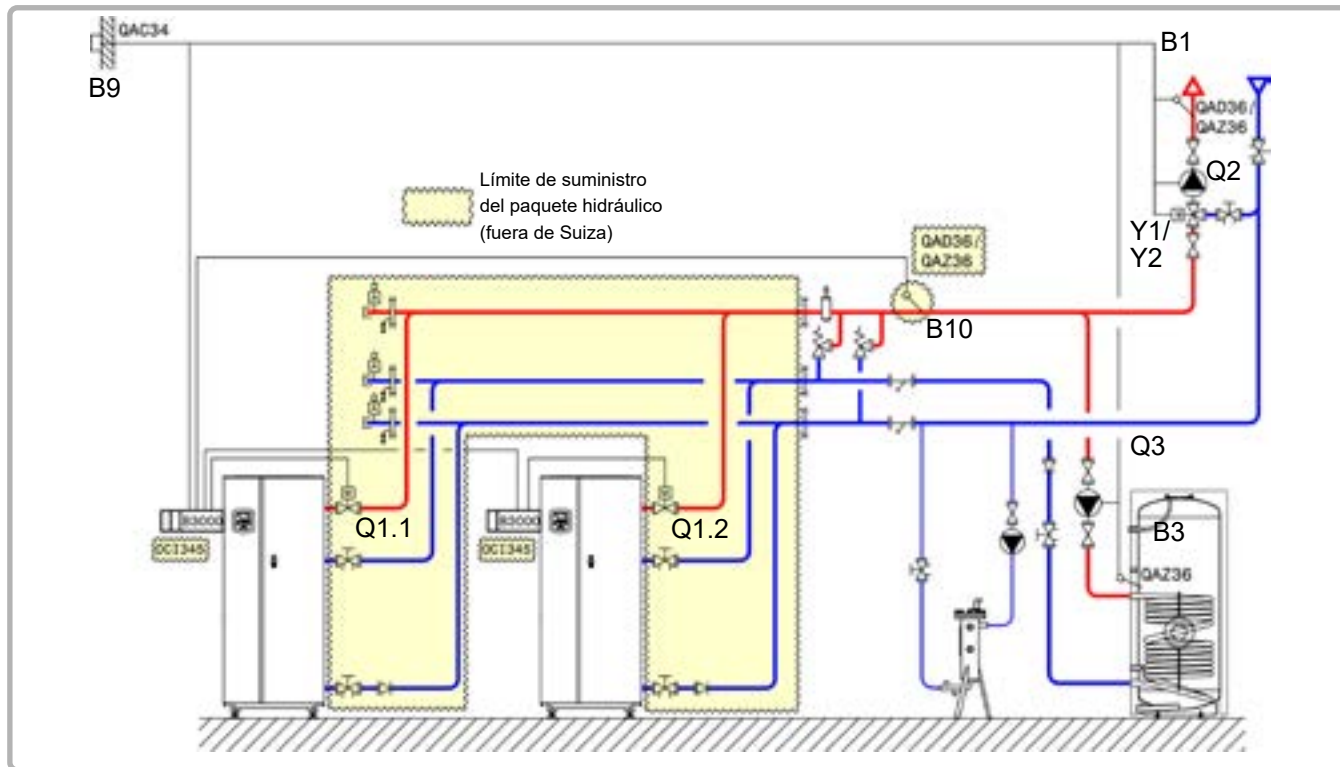 QAC34
B9
B1
QAD36/
QAZ36
Q2
Límite de suministro
del paquete hidráulico
(fuera de Suiza)
Y1/
Y2
QAD36/
QAZ36
B10
Q3
B3000
Q1.1
OCI345
B3000
Q1.2
OCI345
B3
QAZ36